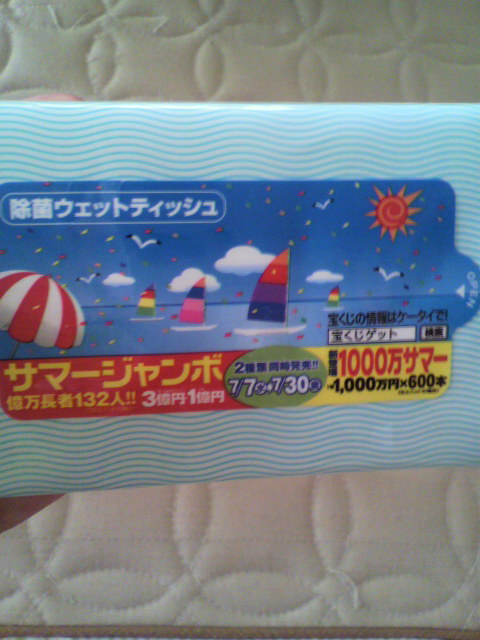 除菌ウェットティッシュ
OPEN
宝くじの情報はケータイで!
宝くじゲット 検索
サマージャンボ
億万長者132人!! 3億円・1億円
2種類同時発売!!
7/7 7/30
1000万サマー
1,000万円×600本